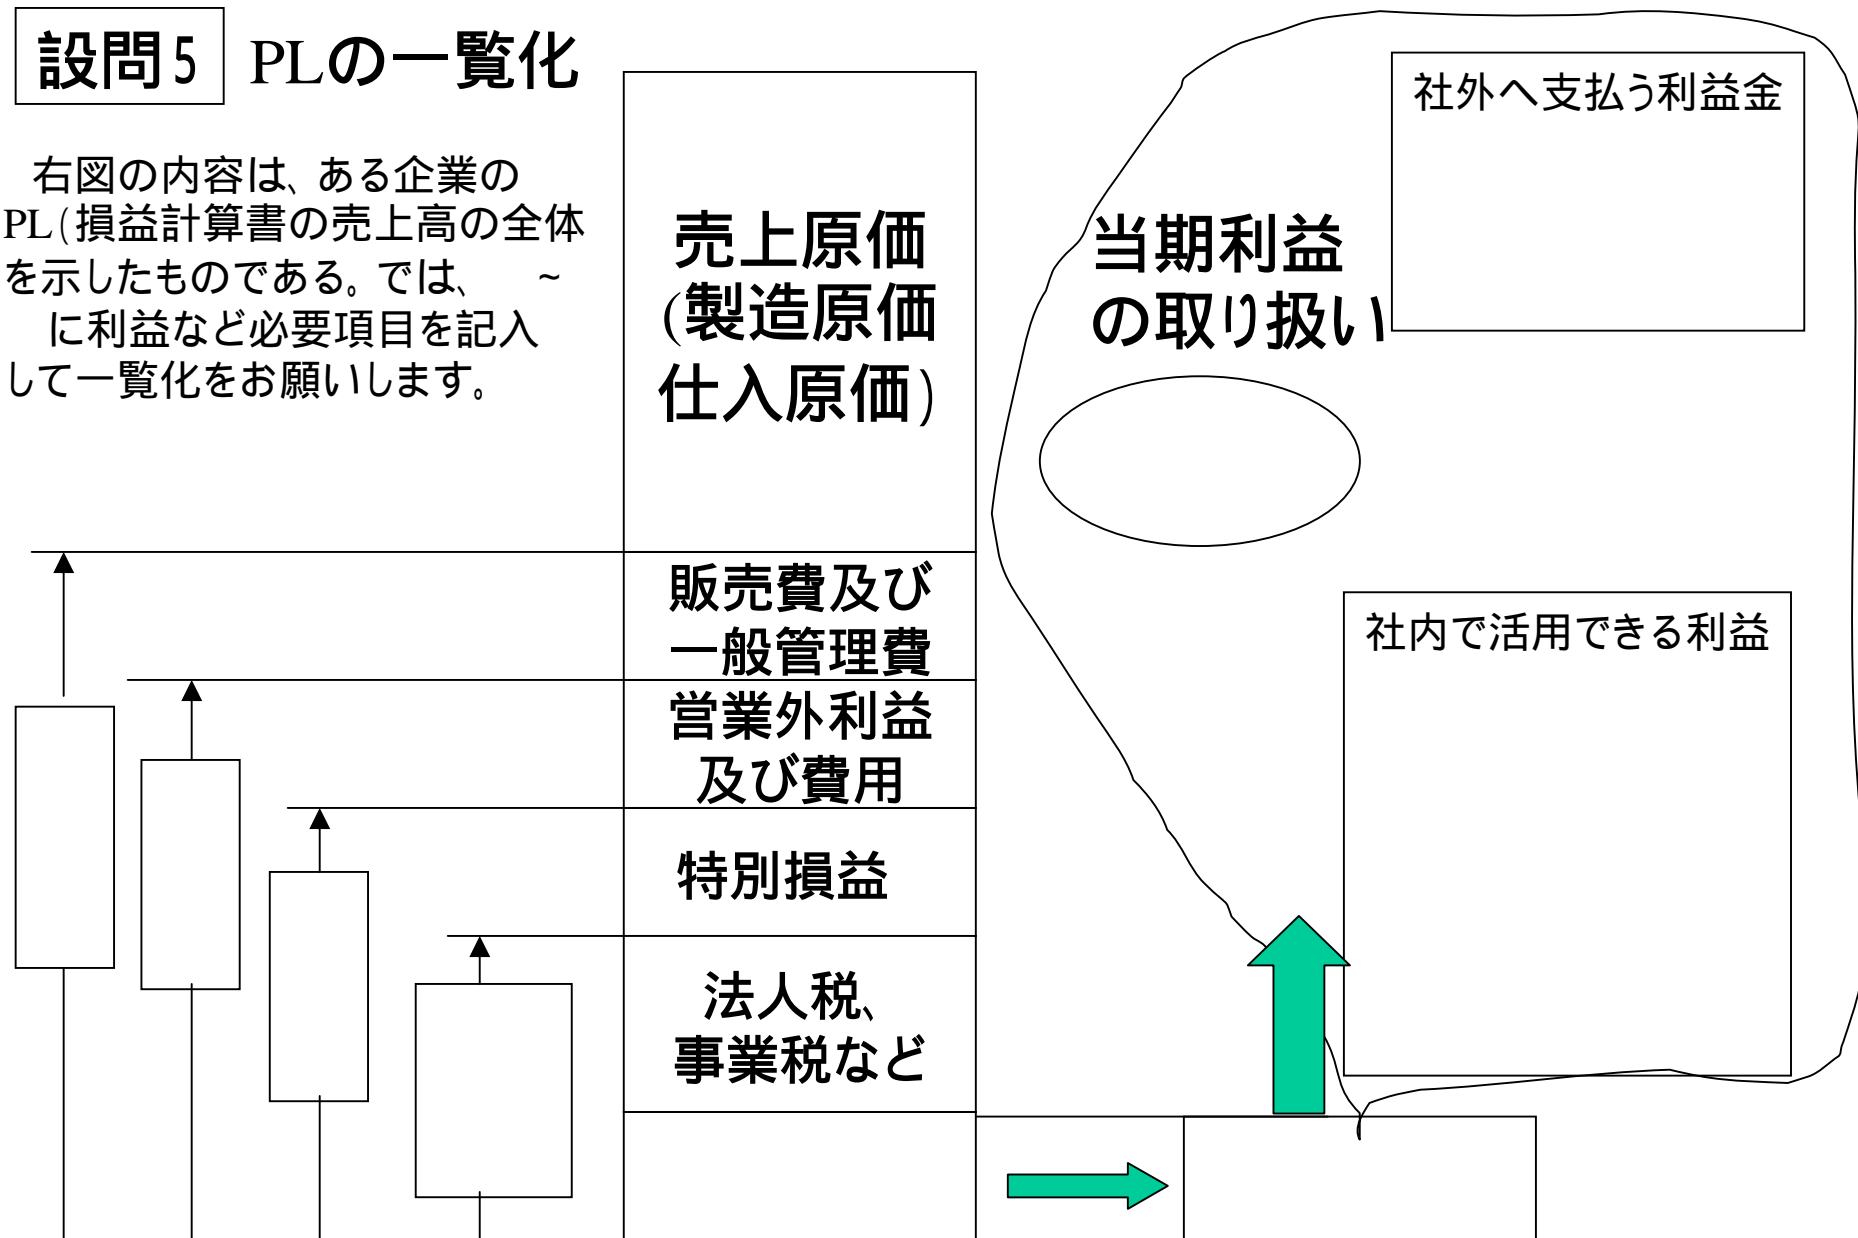 設問5 PLの一覧化
右図の内容は、ある企業の
PL(損益計算書の売上高の全体
を示したものである。では、 ~
に利益など必要項目を記入
して一覧化をお願いします。
売上原価
(製造原価
仕入原価)
販売費及び
一般管理費
営業外利益
及び費用
特別損益
法人税、
事業税など
当期利益
の取り扱い
社外へ支払う利益金
社内で活用できる利益